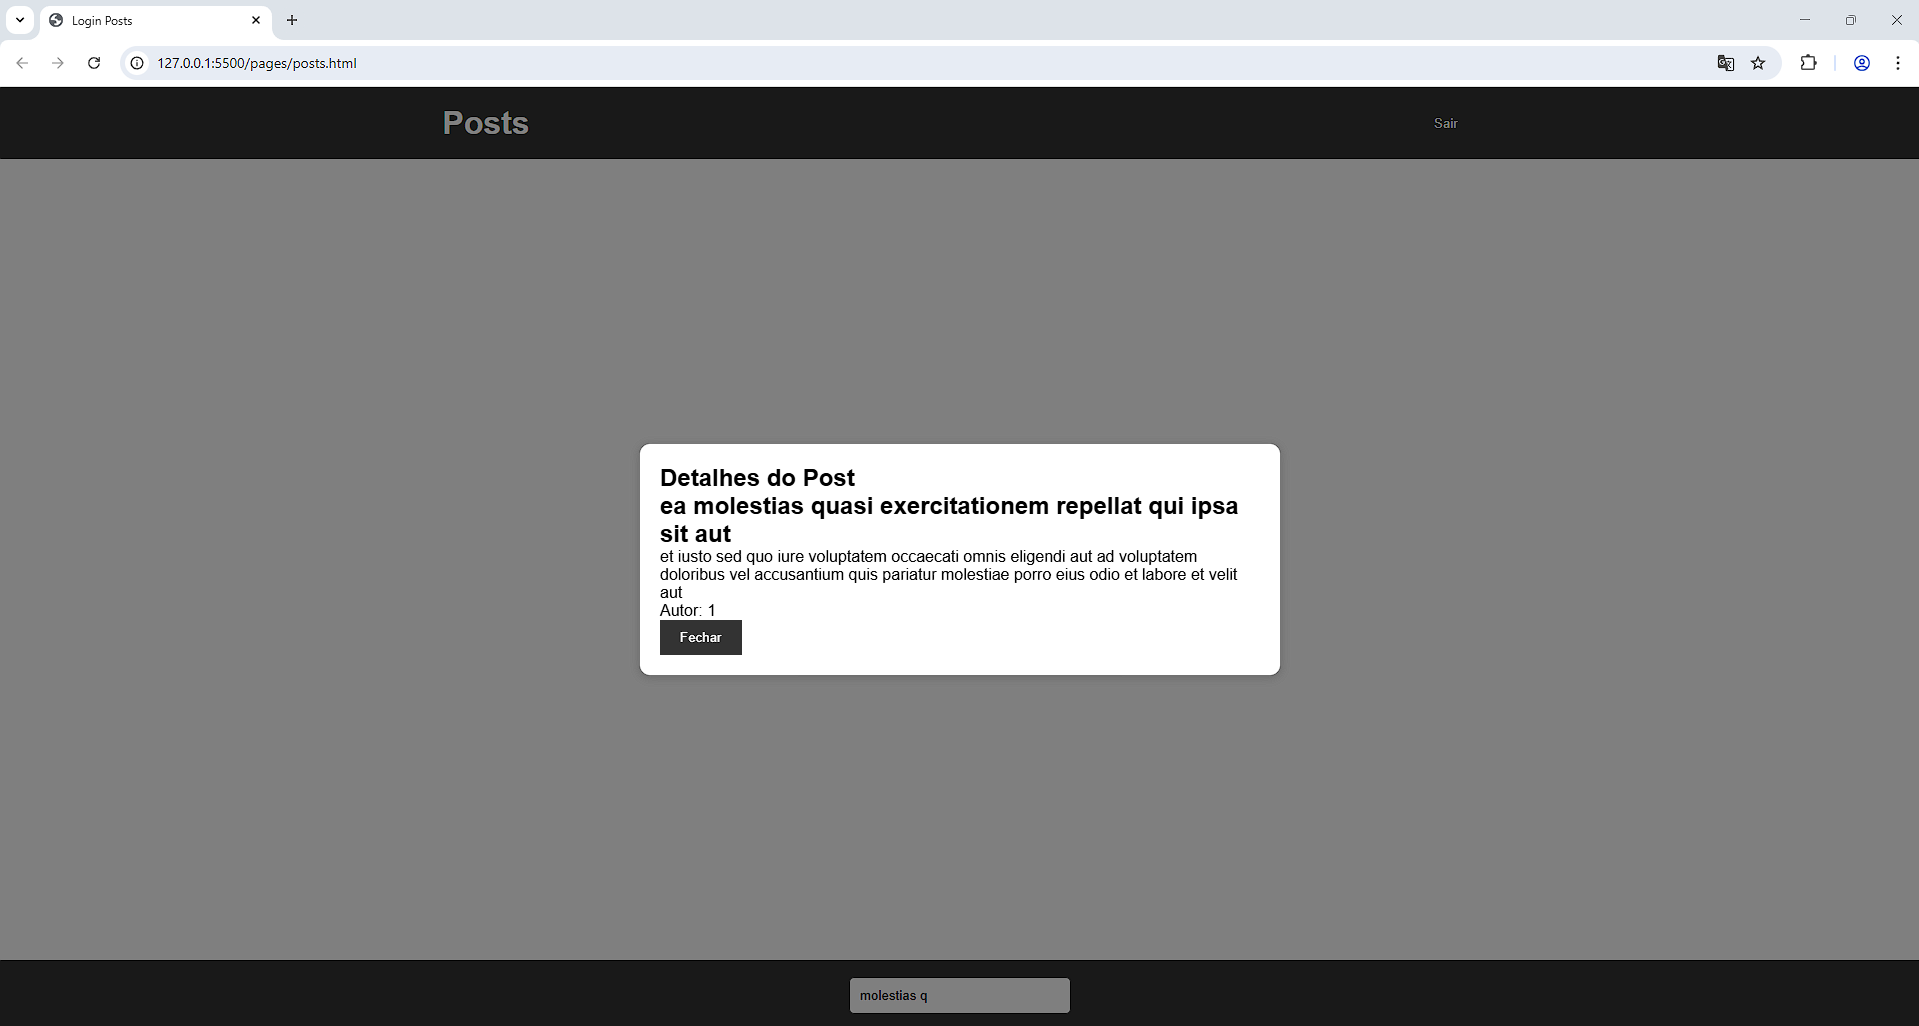 Login Posts
127.0.0.1:5500/pages/posts.html
Posts
Sair
Detalhes do Post
ea molestias quasi exercitationem repellat qui ipsa
sit aut
et iusto sed quo iure voluptatem occaecati omnis eligendi aut ad voluptatem
doloribus vel accusantium quis pariatur molestiae porro eius odio et labore et velit
aut
Autor: 1
Fechar
molestias q